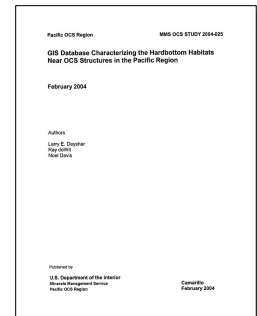 Pacific OCS Region MMS OCS STUDY 2004-025
GIS Database Characterizing the Hardbottom Habitats
Near OCS Structures in the Pacific Region
February 2004
Authors
Larry E. Deysher
Ray deWit
Noel Davis
Published by
U.S. Department of the Interior
Minerals Management Service
Pacific OCS Region
Camarillo
February 2004